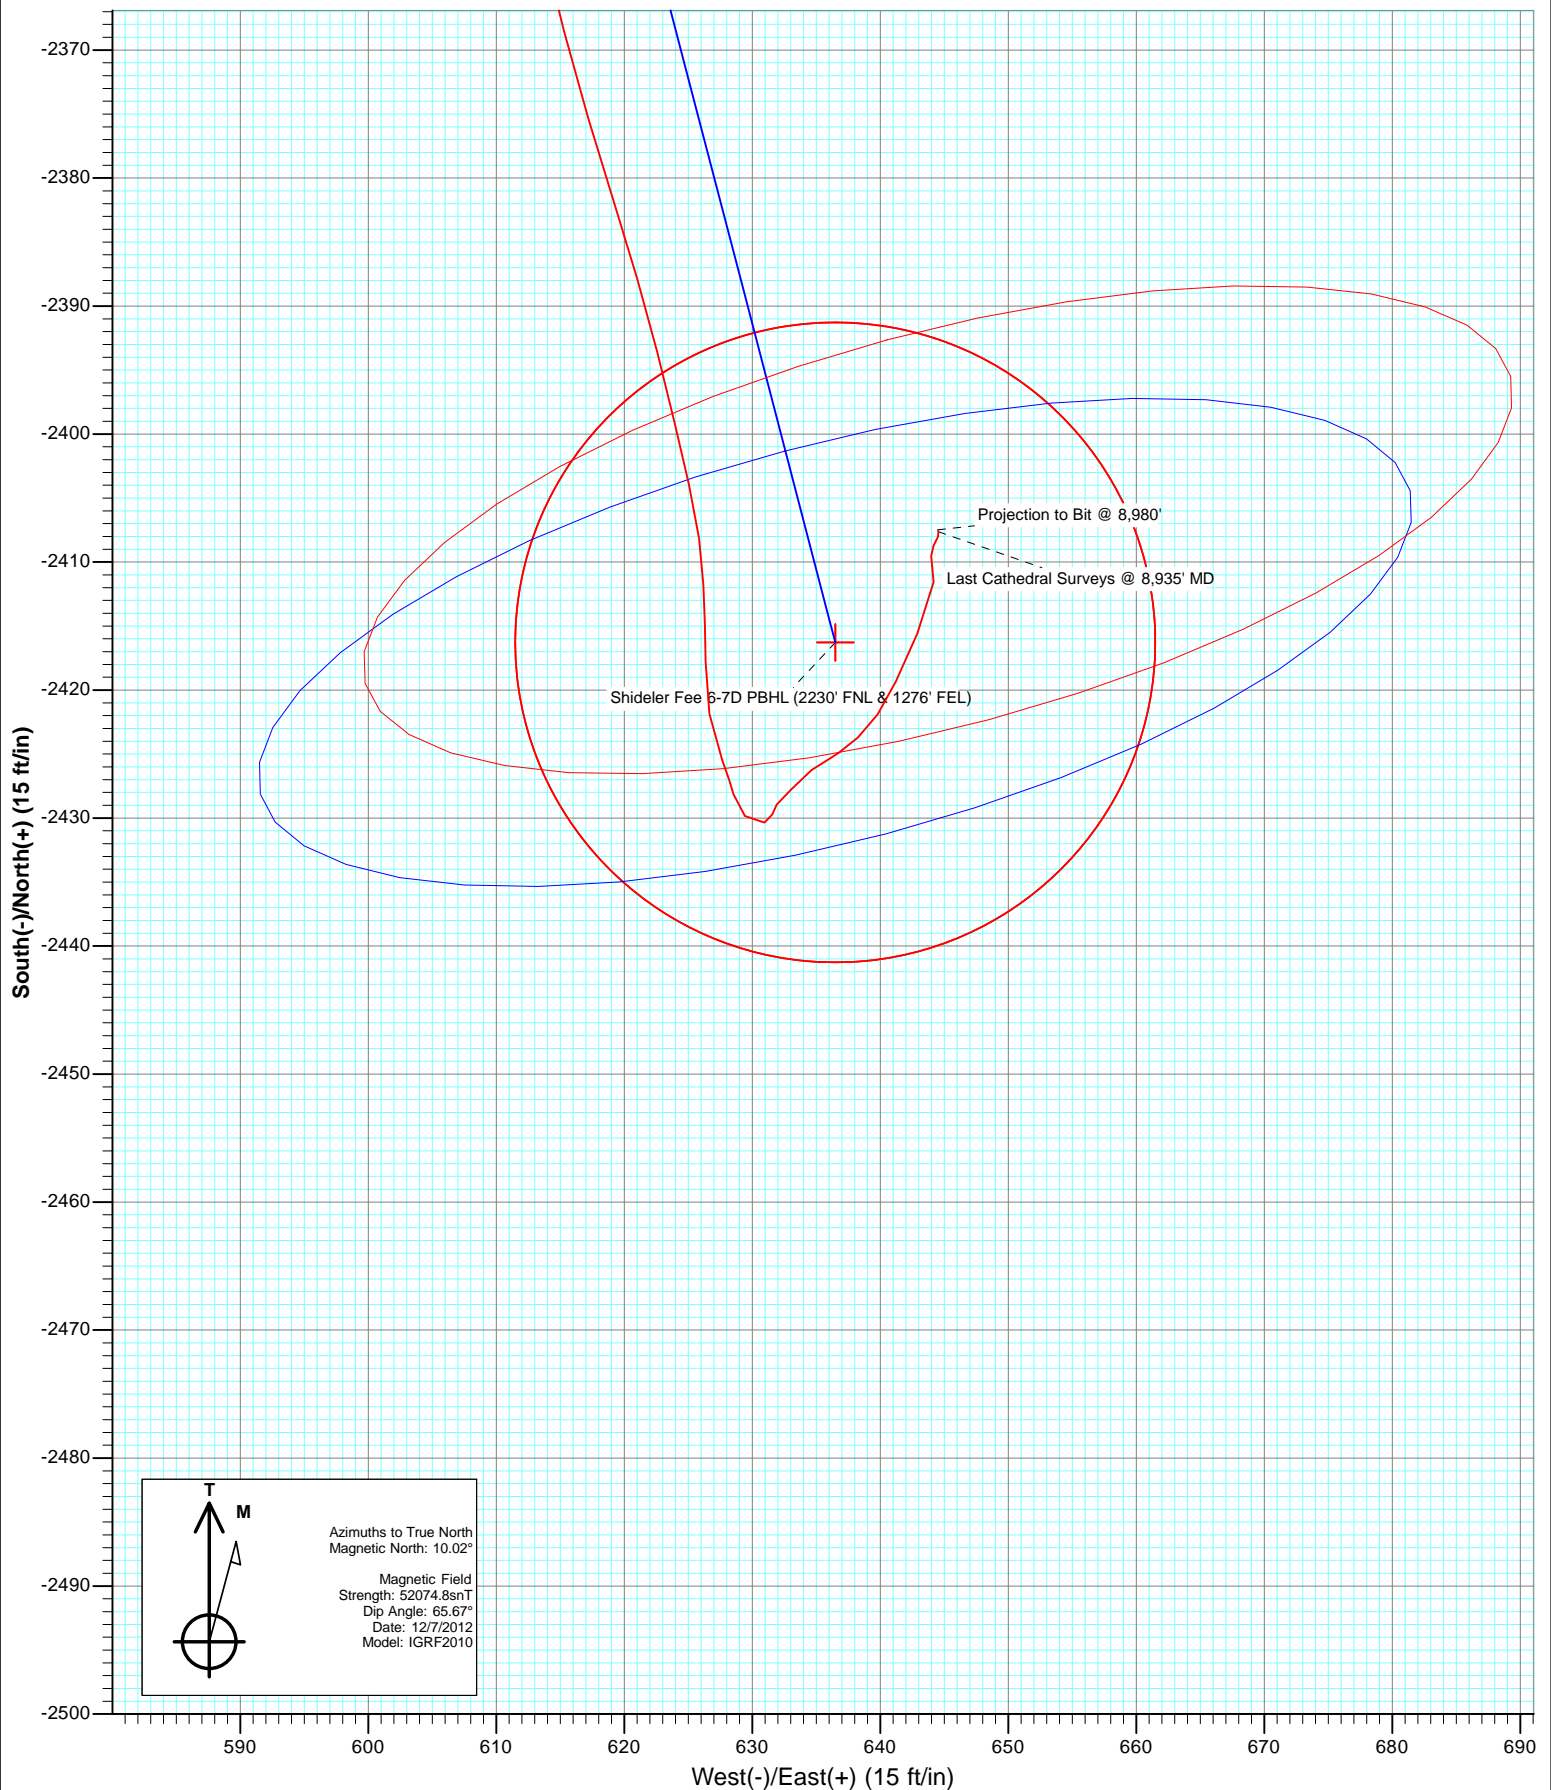 -2370
-2380
-2390
-2400
-2410
-2420
-2430
-2440
-2450
-2460
-2470
-2480
-2490
-2500
South(-)/North(+) (15 ft/in)
Projection to Bit @ 8,980'
Last Cathedral Surveys @ 8,935' MD
Shideler Fee 6-7D PBHL (2230' FNL & 1276' FEL)
T
M
Azimuths to True North
Magnetic North: 10.02°
Magnetic Field
Strength: 52074.8snT
Dip Angle: 65.67°
Date: 12/7/2012
Model: IGRF2010
590 600 610 620 630 640 650 660 670 680 690
West(-)/East(+) (15 ft/in)